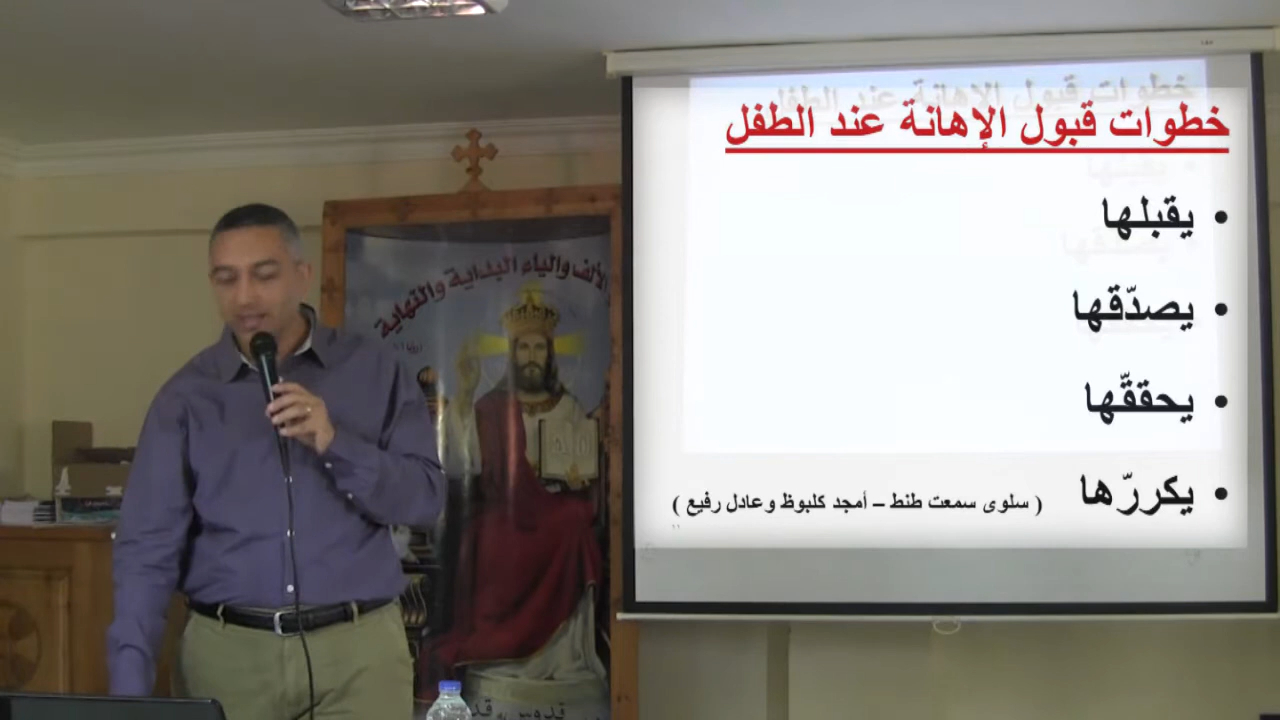 خطوات قبول الإهانة عند الطفل
• يقبلها
• يصدّقها
• يحققّها
• يكررّها ( سلوى سمعت طنط – أمجد كلبوظ وعادل رفيع )
الألف والياء البداية والنهاية